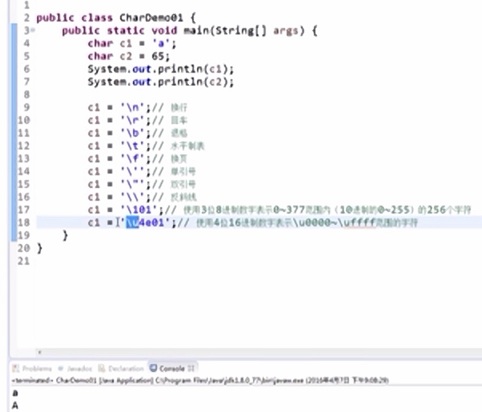 1
2 public class CharDemo01 {
3 public static void main(String[] args) {
4 char c1 = 'a';
5 char c2 = 65;
6 System.out.println(c1);
7 System.out.println(c2);
8
9 c1 = '\n';// 换行
10 c1 = '\r';// 回车
11 c1 = '\b';// 退格
12 c1 = '\t';// 水平制表
13 c1 = '\f';// 换页
14 c1 = '\'';// 单引号
15 c1 = '\"';// 双引号
16 c1 = '\\';// 反斜线
17 c1 = '\101';// 使用3位8进制数字表示0~377范围内（10进制的0~255）的256个字符
18 c1 = '\u4e01';// 使用4位16进制数字表示\u0000~\uffff范围的字符
19 }
20 }
21
Problems Javadoc Declaration Console
<terminated> CharDemo01 [Java Application] C:\Program Files\Java\jdk1.8.0_77\bin\javaw.exe (2016年4月7日 下午9:08:29)
a
A